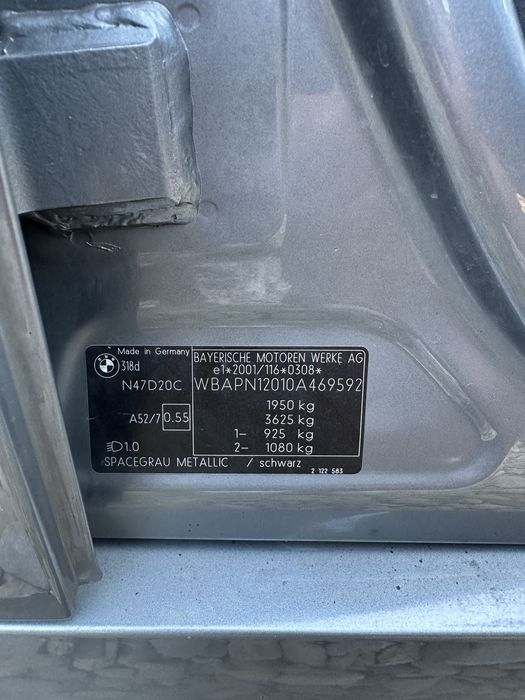 Made in Germany
BMW 318d
N47D20C
A52/7 0.55
1.0
BAYERISCHE MOTOREN WERKE AG
e1*2001/116*0308*
WBAPN12010A469592
1950 kg
3625 kg
1- 925 kg
2- 1080 kg
SPACEGRAU METALLIC / schwarz
2 122 583